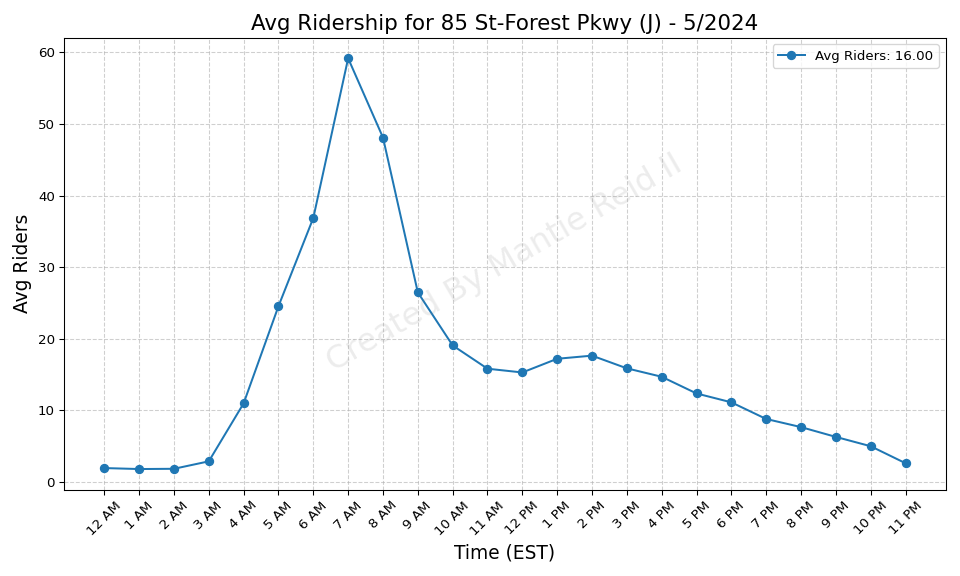 Avg Ridership for 85 St-Forest Pkwy (J) - 5/2024
Avg Riders: 16.00
60
50
40
30
20
10
0
Avg Riders
Created By Mantie Reid II
12 AM
1 AM
2 AM
3 AM
4 AM
5 AM
6 AM
7 AM
8 AM
9 AM
10 AM
11 AM
12 PM
1 PM
2 PM
3 PM
4 PM
5 PM
6 PM
7 PM
8 PM
9 PM
10 PM
11 PM
Time (EST)